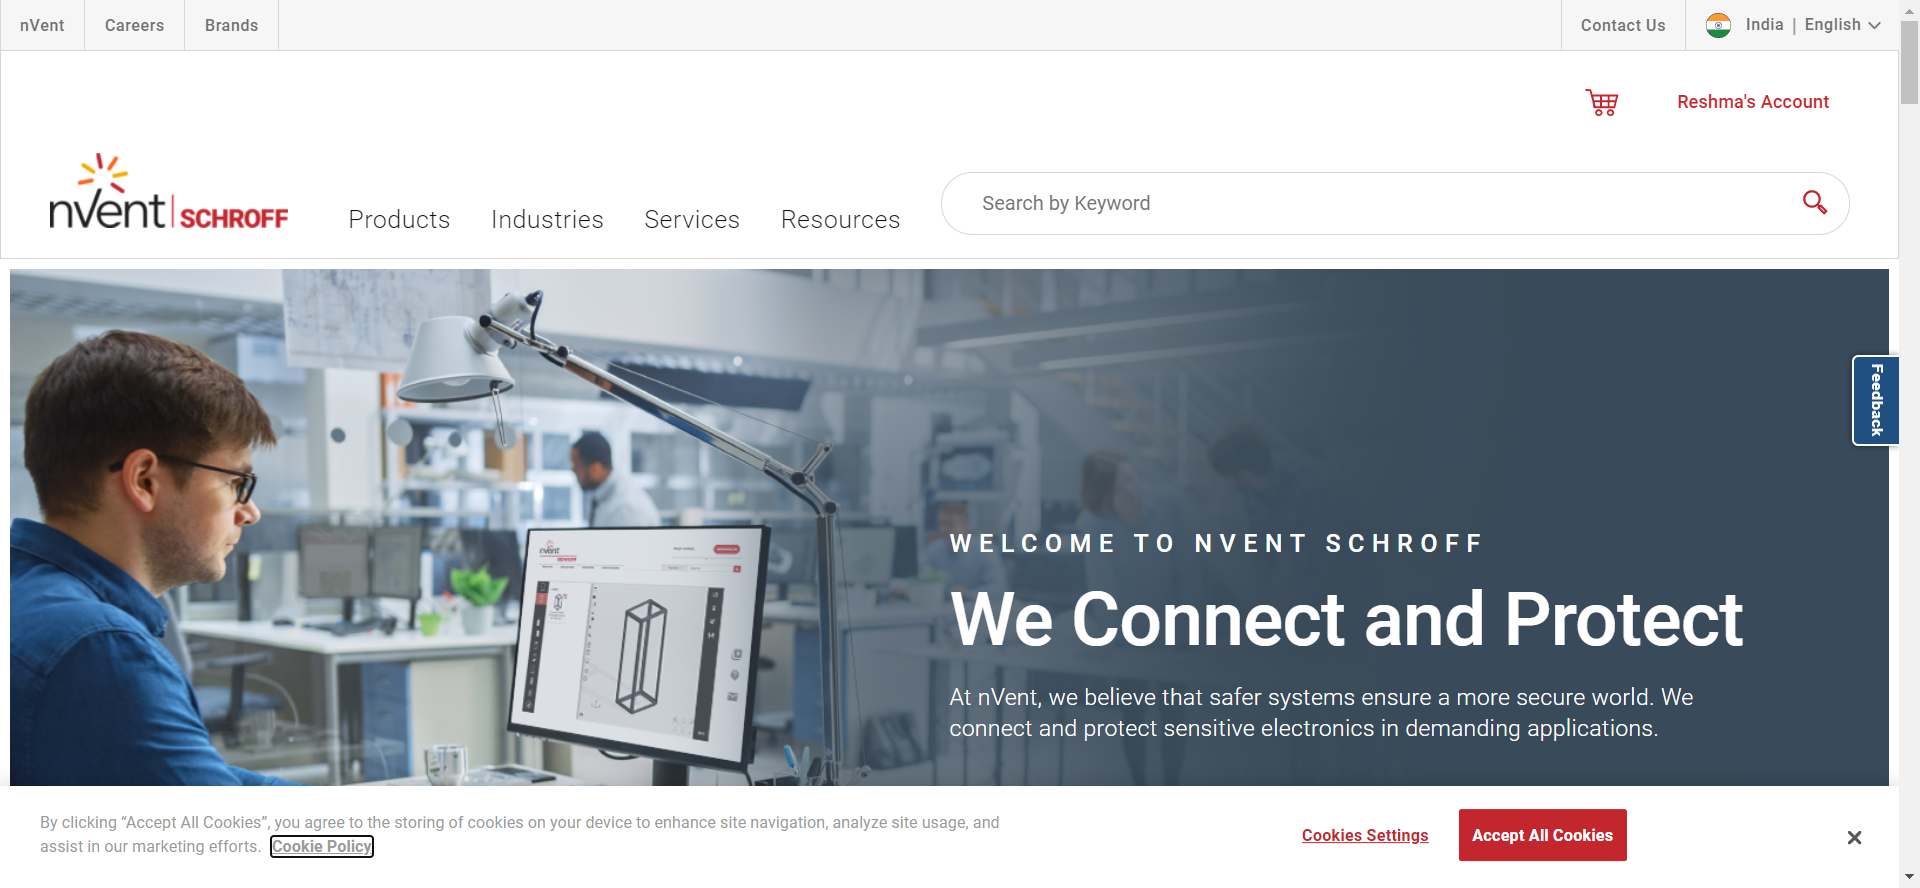 nVent
Careers
Brands
Contact Us
India | English
Reshma's Account
nVent SCHROFF
Products
Industries
Services
Resources
Search by Keyword
Feedback
WELCOME TO NVENT SCHROFF
We Connect and Protect
At nVent, we believe that safer systems ensure a more secure world. We
connect and protect sensitive electronics in demanding applications.
By clicking “Accept All Cookies”, you agree to the storing of cookies on your device to enhance site navigation, analyze site usage, and
assist in our marketing efforts. Cookie Policy
Cookies Settings
Accept All Cookies